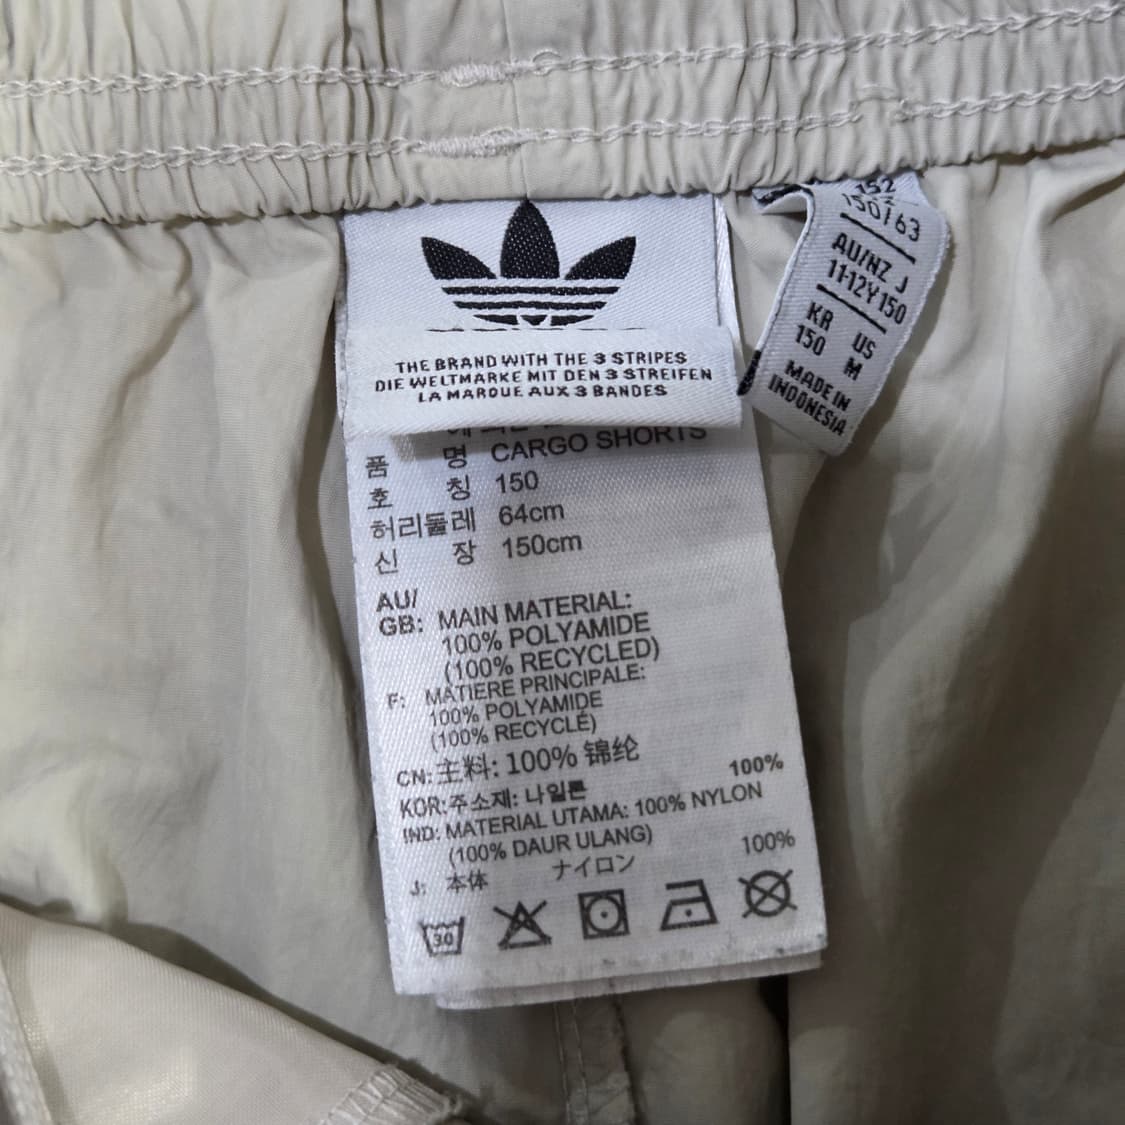 THE BRAND WITH THE 3 STRIPES
DIE WELTMARKE MIT DEN 3 STREIFEN
LA MARQUE AUX 3 BANDES
품 명 CARGO SHORTS
호 칭 150
허리둘레 64cm
신 장 150cm
AU/
GB: MAIN MATERIAL:
100% POLYAMIDE
(100% RECYCLED)
F: MATIERE PRINCIPALE:
100% POLYAMIDE
(100% RECYCLÉ)
CN: 主料: 100% 锦纶
KOR: 주소재: 나일론 100%
IND: MATERIAL UTAMA: 100% NYLON
(100% DAUR ULANG)
J: 本体 ナイロン 100%
30
152
150/63
AU/NZ J
11-12Y 150
KR US
150 M
MADE IN
INDONESIA